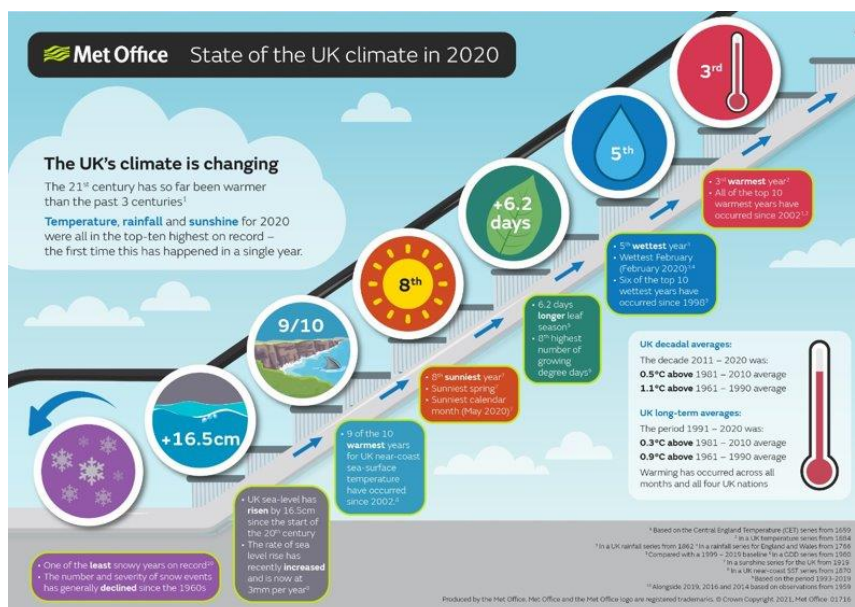 Met Office State of the UK climate in 2020
The UK's climate is changing
The 21st century has so far been warmer
than the past 3 centuries¹
Temperature, rainfall and sunshine for 2020
were all in the top-ten highest on record –
the first time this has happened in a single year.
3rd
5th
+6.2
days
8th
9/10
+16.5cm
• 3rd warmest year²
• All of the top 10
warmest years have
occurred since 2002
• 5th wettest year
• Wettest February
(February 2020)
• Six of the top 10
wettest years have
occurred since 1998
• 6.2 days
longer leaf
season
• 8th highest
number of
growing
degree days
• 8th sunniest year⁷
• Sunniest spring⁷
• Sunniest calendar
month (May 2020)⁷
• 9 of the 10
warmest years
for UK near-coast
sea-surface
temperature
have occurred
since 2002.
• UK sea-level has
risen by 16.5cm
since the start of
the 20th century
• The rate of sea
level rise has
recently increased
and is now at
3mm per year
• One of the least snowy years on record¹⁰
• The number and severity of snow events
has generally declined since the 1960s
UK decadal averages:
The decade 2011 – 2020 was:
0.5°C above 1981 – 2010 average
1.1°C above 1961 – 1990 average
UK long-term averages:
The period 1991 – 2020 was:
0.3°C above 1981 – 2010 average
0.9°C above 1961 – 1990 average
Warming has occurred across all
months and all four UK nations
¹ Based on the Central England Temperature (CET) series from 1659
² In a UK temperature series from 1884
³ In a UK rainfall series from 1862 ⁴ In a rainfall series for England and Wales from 1766
⁵ Compared with a 1999 – 2019 baseline ⁶ In a GDD series from 1960
⁷ In a sunshine series for the UK from 1919
⁸ In a UK near-coast SST series from 1870
⁹ Based on the period 1993-2019
¹⁰ Alongside 2019, 2016 and 2014 based on observations from 1959
Produced by the Met Office. Met Office and the Met Office logo are registered trademarks. © Crown Copyright 2021, Met Office 01716